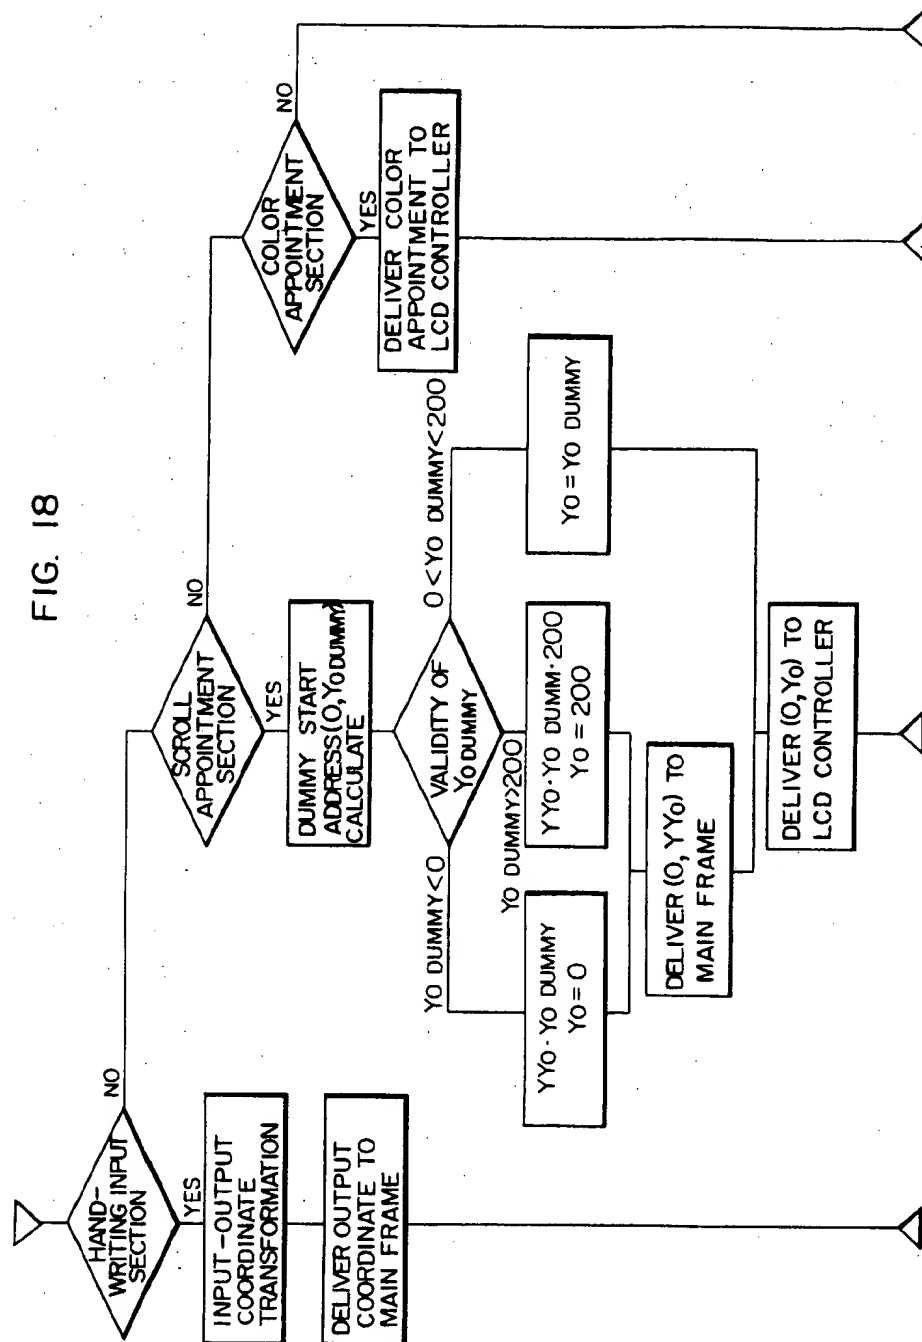 FIG. 18
HAND-
WRITING INPUT
SECTION
NO
YES
INPUT-OUTPUT
COORDINATE
TRANSFORMATION
DELIVER OUTPUT
COORDINATE TO
MAIN FRAME
SCROLL
APPOINTMENT
SECTION
NO
YES
DUMMY START
ADDRESS(0,YO DUMMY)
CALCULATE
VALIDITY OF
YO DUMMY
YO DUMMY<0
YO DUMMY>200
0<YO DUMMY<200
YYO·YO DUMMY
YO=0
YYO·YO DUMM·200
YO=200
YO=YO DUMMY
DELIVER (0, YYO) TO
MAIN FRAME
DELIVER (0, YO) TO
LCD CONTROLLER
COLOR
APPOINTMENT
SECTION
NO
YES
DELIVER COLOR
APPOINTMENT TO
LCD CONTROLLER